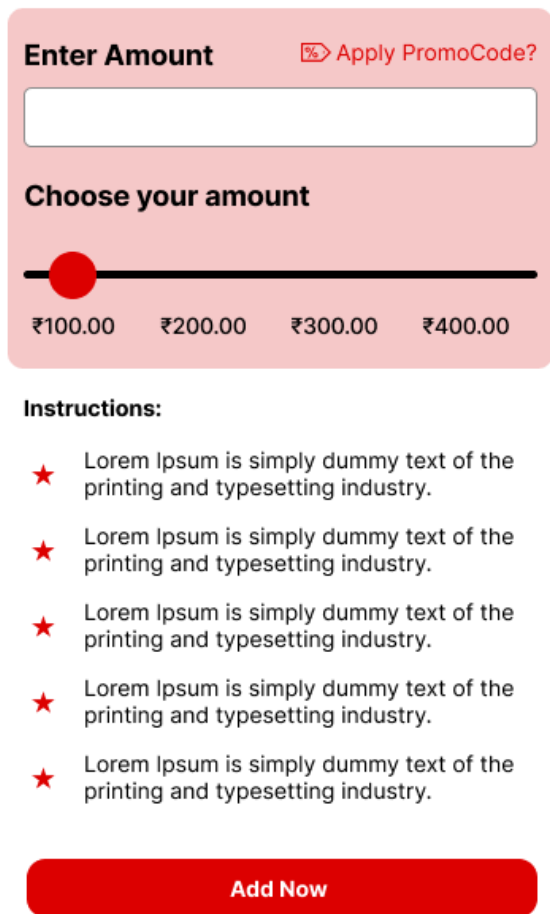 Enter Amount
% Apply PromoCode?
Choose your amount
₹100.00 ₹200.00 ₹300.00 ₹400.00
Instructions:
Lorem Ipsum is simply dummy text of the
printing and typesetting industry.
Lorem Ipsum is simply dummy text of the
printing and typesetting industry.
Lorem Ipsum is simply dummy text of the
printing and typesetting industry.
Lorem Ipsum is simply dummy text of the
printing and typesetting industry.
Lorem Ipsum is simply dummy text of the
printing and typesetting industry.
Add Now